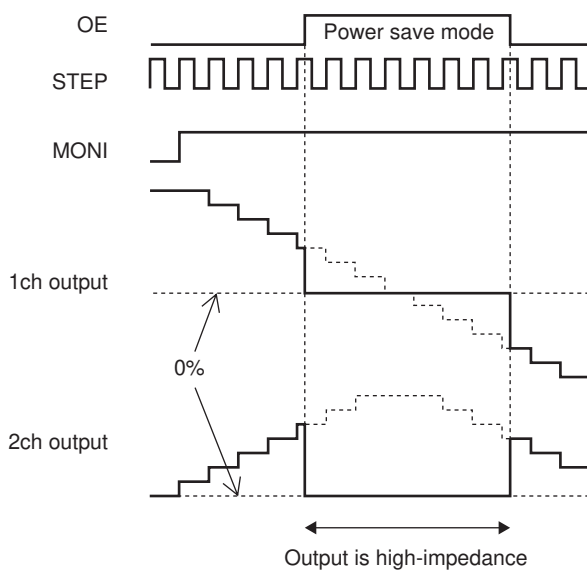 OE
Power save mode
STEP
MONI
1ch output
0%
2ch output
Output is high-impedance